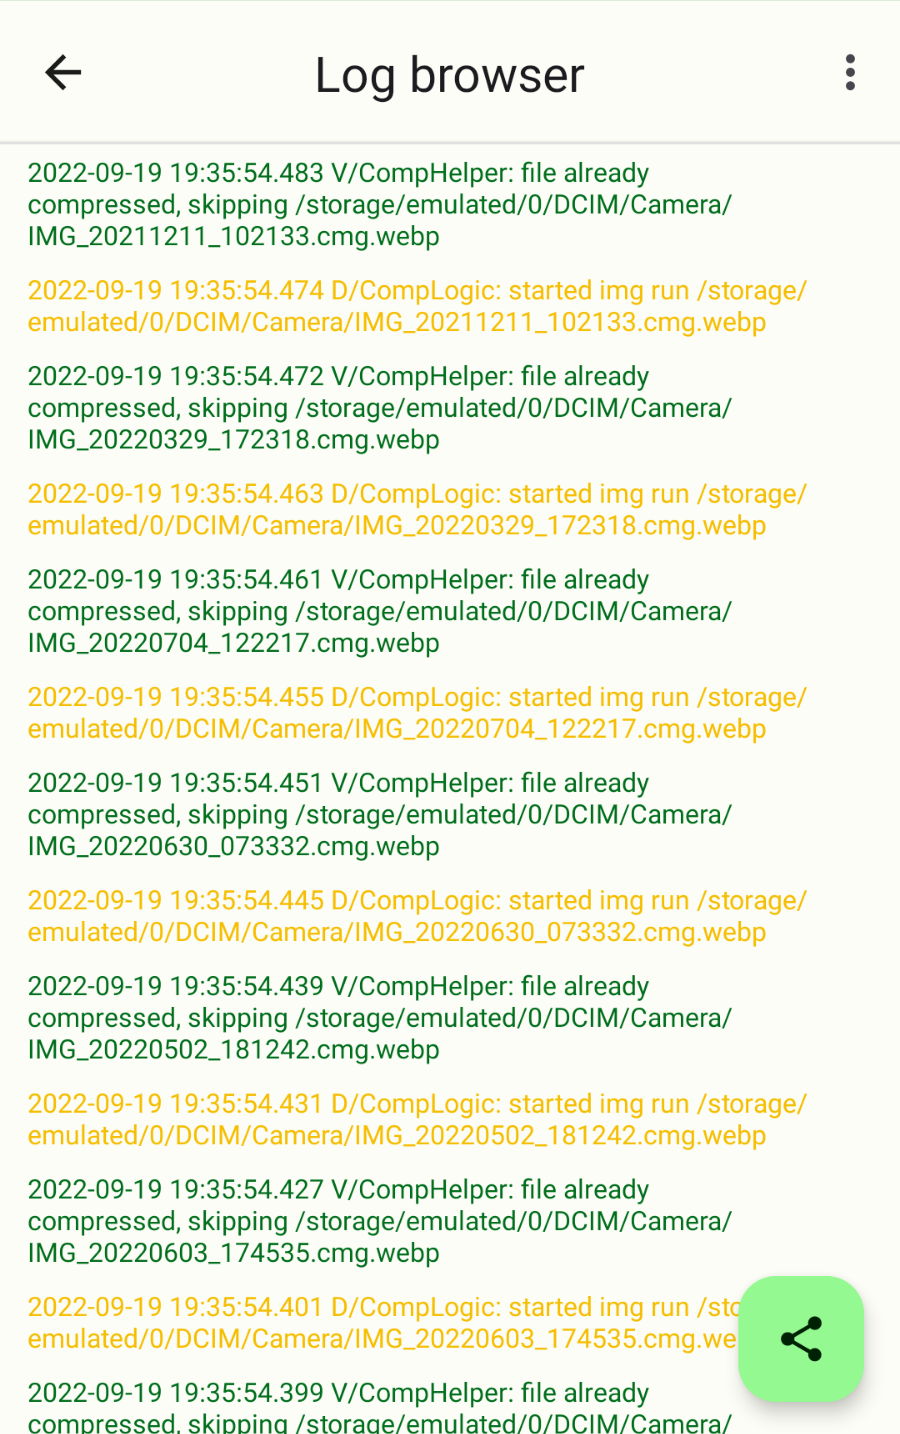 Log browser
2022-09-19 19:35:54.483 V/CompHelper: file already
compressed, skipping /storage/emulated/0/DCIM/Camera/
IMG_20211211_102133.cmg.webp
2022-09-19 19:35:54.474 D/CompLogic: started img run /storage/
emulated/0/DCIM/Camera/IMG_20211211_102133.cmg.webp
2022-09-19 19:35:54.472 V/CompHelper: file already
compressed, skipping /storage/emulated/0/DCIM/Camera/
IMG_20220329_172318.cmg.webp
2022-09-19 19:35:54.463 D/CompLogic: started img run /storage/
emulated/0/DCIM/Camera/IMG_20220329_172318.cmg.webp
2022-09-19 19:35:54.461 V/CompHelper: file already
compressed, skipping /storage/emulated/0/DCIM/Camera/
IMG_20220704_122217.cmg.webp
2022-09-19 19:35:54.455 D/CompLogic: started img run /storage/
emulated/0/DCIM/Camera/IMG_20220704_122217.cmg.webp
2022-09-19 19:35:54.451 V/CompHelper: file already
compressed, skipping /storage/emulated/0/DCIM/Camera/
IMG_20220630_073332.cmg.webp
2022-09-19 19:35:54.445 D/CompLogic: started img run /storage/
emulated/0/DCIM/Camera/IMG_20220630_073332.cmg.webp
2022-09-19 19:35:54.439 V/CompHelper: file already
compressed, skipping /storage/emulated/0/DCIM/Camera/
IMG_20220502_181242.cmg.webp
2022-09-19 19:35:54.431 D/CompLogic: started img run /storage/
emulated/0/DCIM/Camera/IMG_20220502_181242.cmg.webp
2022-09-19 19:35:54.427 V/CompHelper: file already
compressed, skipping /storage/emulated/0/DCIM/Camera/
IMG_20220603_174535.cmg.webp
2022-09-19 19:35:54.401 D/CompLogic: started img run /sto
emulated/0/DCIM/Camera/IMG_20220603_174535.cmg.we
2022-09-19 19:35:54.399 V/CompHelper: file already
compressed, skipping /storage/emulated/0/DCIM/Camera/